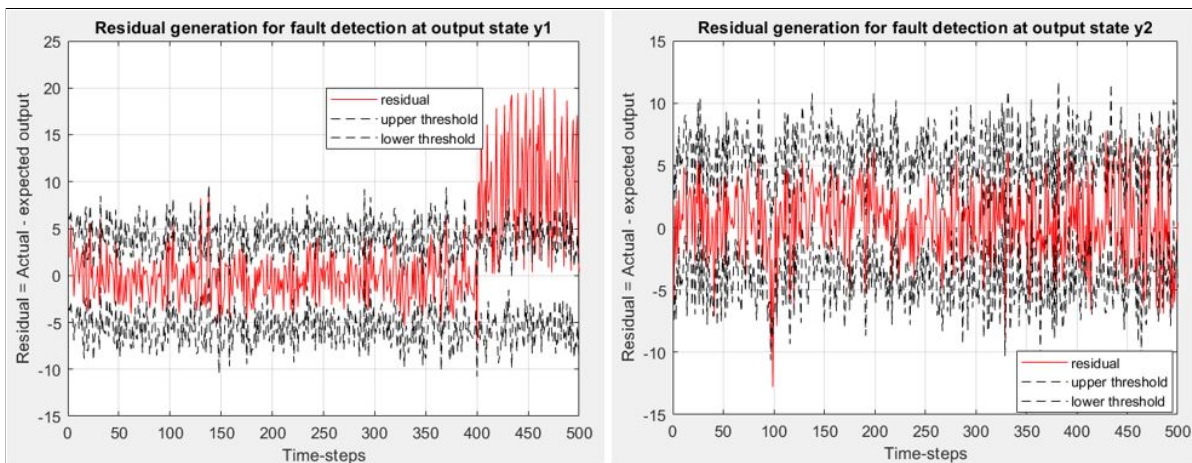 Residual generation for fault detection at output state y1
Residual = Actual - expected output
25
20
15
10
5
0
-5
-10
-15
residual
upper threshold
lower threshold
0 50 100 150 200 250 300 350 400 450 500
Time-steps
Residual generation for fault detection at output state y2
Residual = Actual - expected output
15
10
5
0
-5
-10
-15
residual
upper threshold
lower threshold
0 50 100 150 200 250 300 350 400 450 500
Time-steps